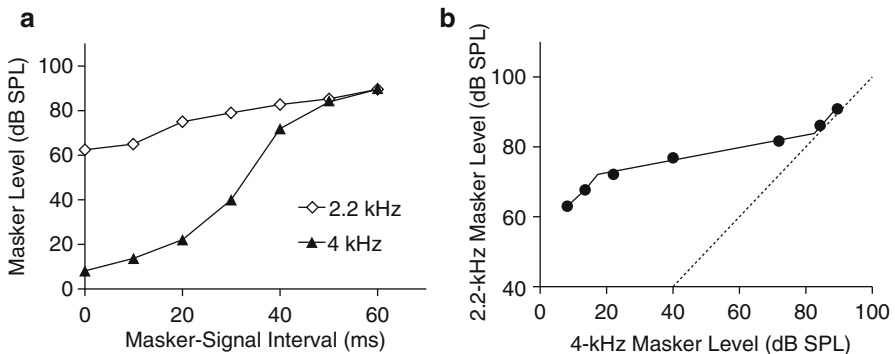 a
Masker Level (dB SPL)
100
80
60
40
20
0
0
20
40
60
Masker-Signal Interval (ms)
2.2 kHz
4 kHz
b
2.2-kHz Masker Level (dB SPL)
100
80
60
40
0
20
40
60
80
100
4-kHz Masker Level (dB SPL)